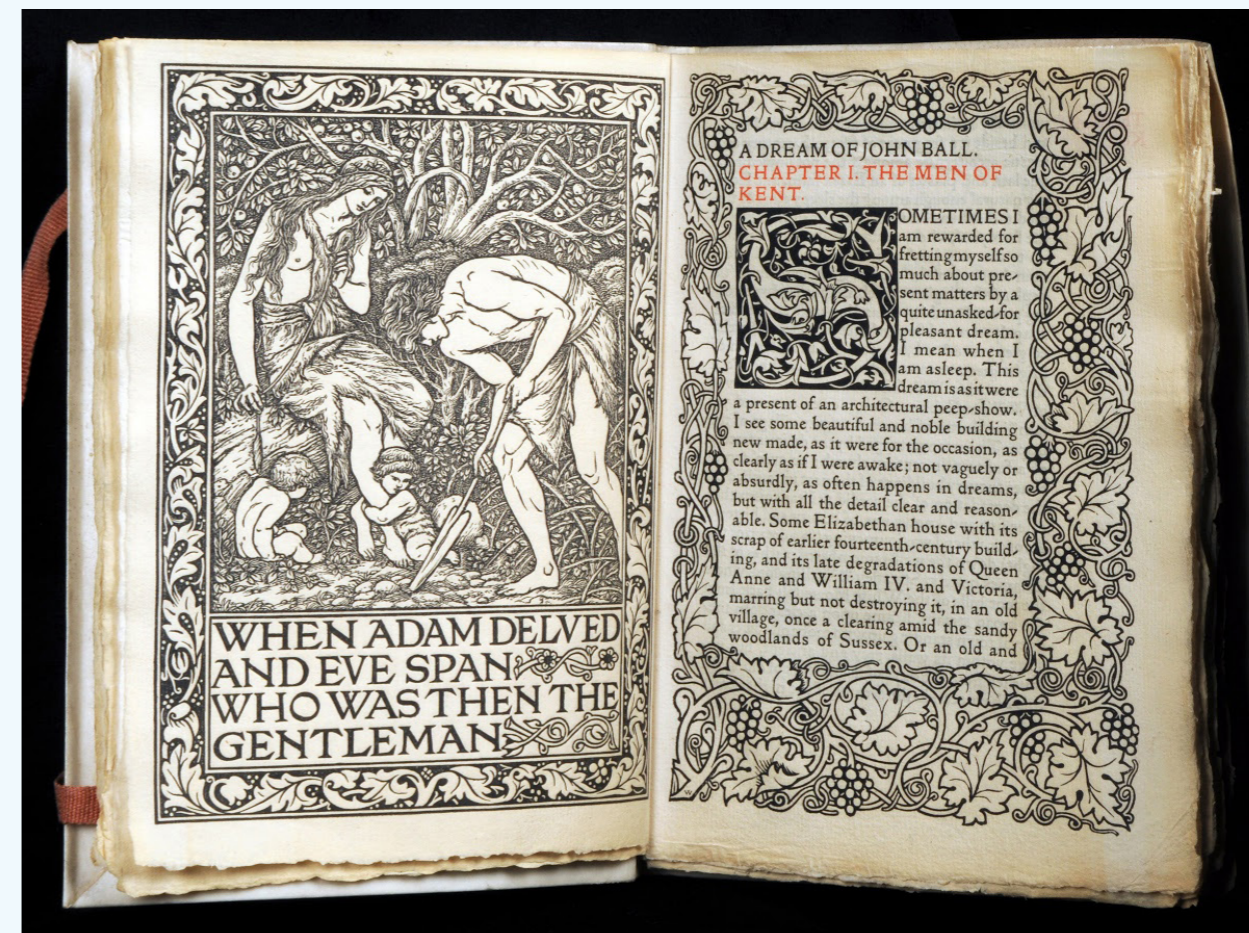 WHEN ADAM DELVED
AND EVE SPAN
WHO WAS THEN THE
GENTLEMAN
A DREAM OF JOHN BALL.
CHAPTER I. THE MEN OF
KENT.
SOMETIMES I
am rewarded for
fretting myself so
much about pre-
sent matters by a
quite unasked-for
pleasant dream.
I mean when I
am asleep. This
dream is as it were
a present of an architectural peep-show.
I see some beautiful and noble building
new made, as it were for the occasion, as
clearly as if I were awake; not vaguely or
absurdly, as often happens in dreams,
but with all the detail clear and reason-
able. Some Elizabethan house with its
scrap of earlier fourteenth-century build-
ing, and its late degradations of Queen
Anne and William IV. and Victoria,
marring but not destroying it, in an old
village, once a clearing amid the sandy
woodlands of Sussex. Or an old and